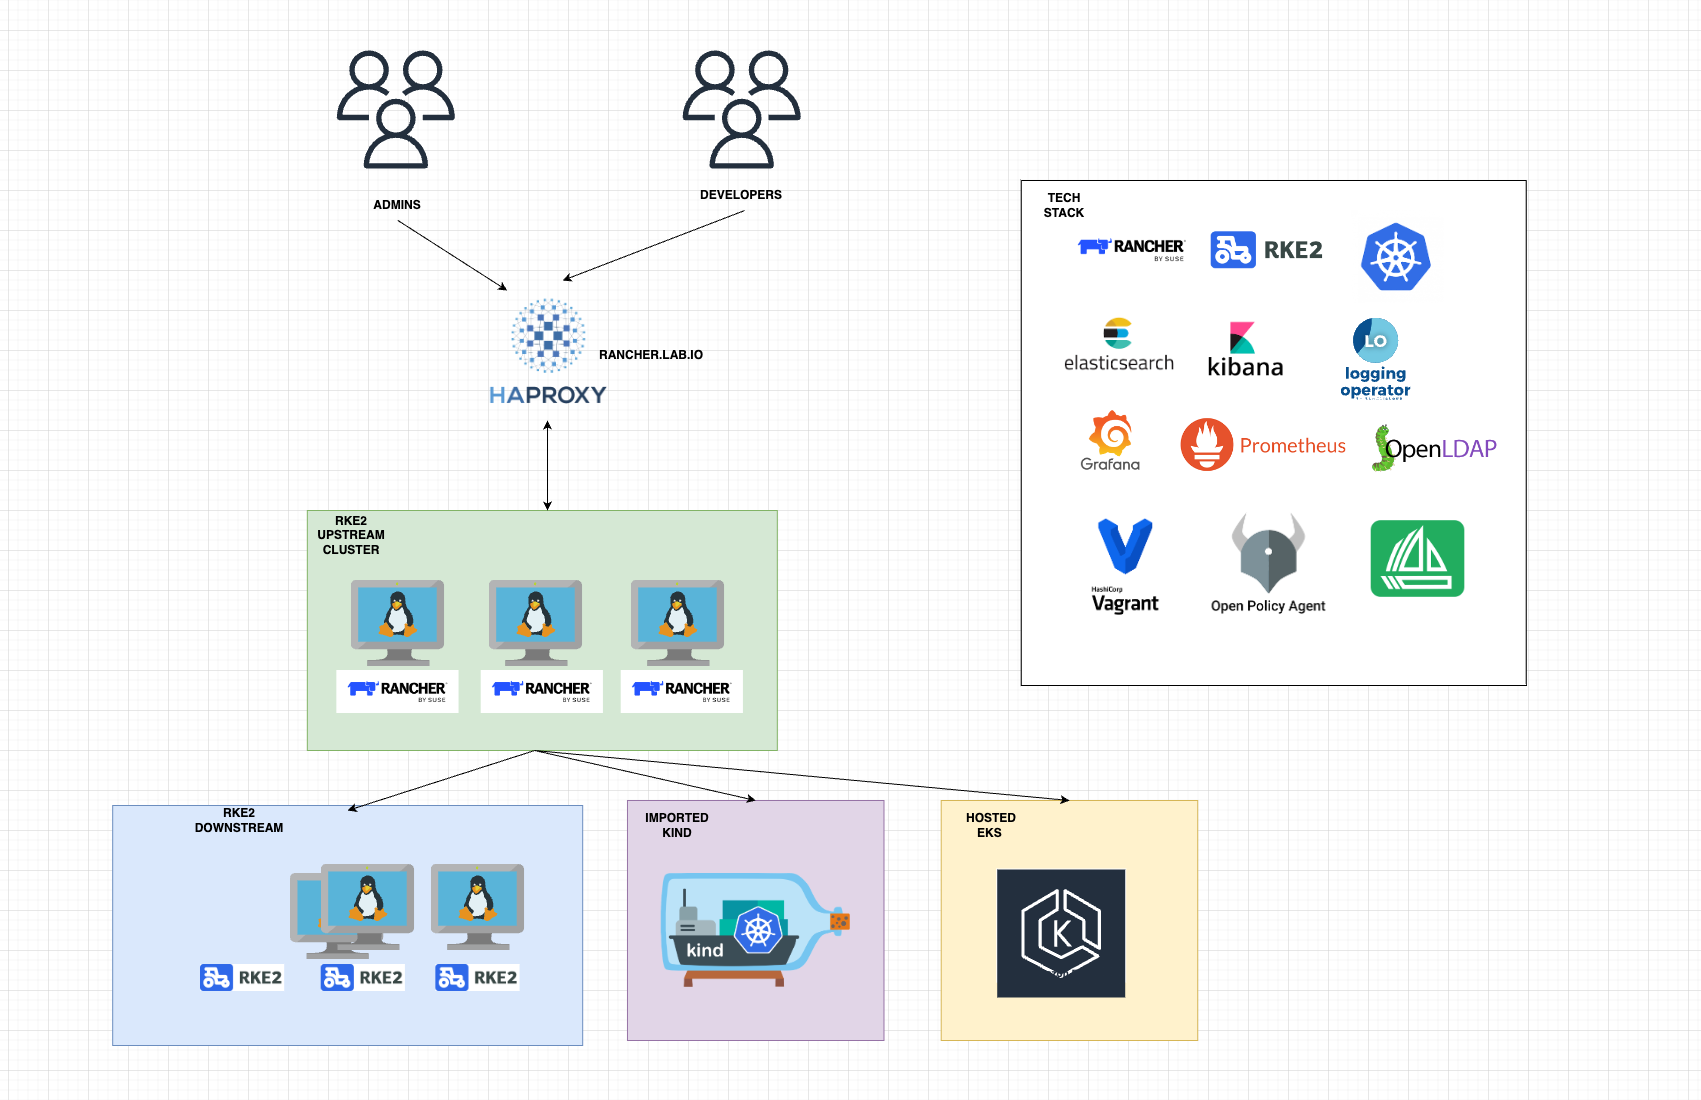 ADMINS
DEVELOPERS
RANCHER.LAB.IO
HAPROXY
RKE2
UPSTREAM
CLUSTER
RANCHER
BY SUSE
RANCHER
BY SUSE
RANCHER
BY SUSE
RKE2
DOWNSTREAM
RKE2
RKE2
RKE2
IMPORTED
KIND
kind
HOSTED
EKS
K
TECH
STACK
RANCHER
BY SUSE
RKE2
elasticsearch
kibana
LO
logging
operator
Grafana
Prometheus
OpenLDAP
HashiCorp
Vagrant
Open Policy Agent